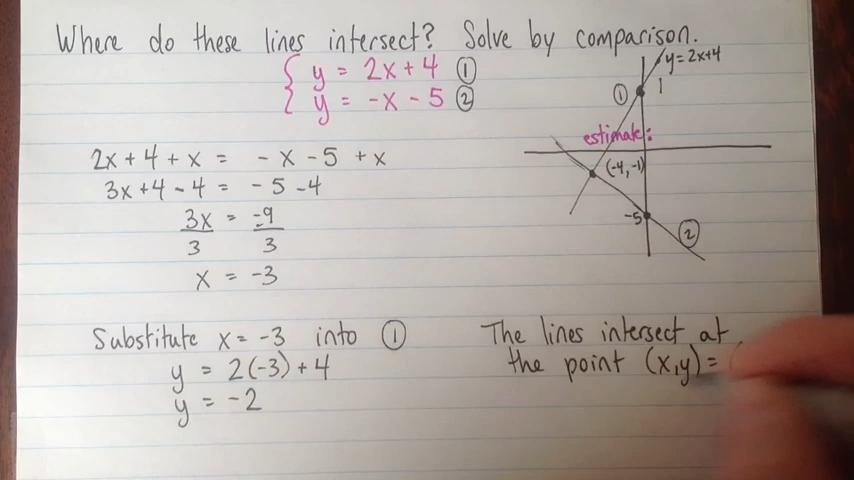 Where do these lines intersect? Solve by comparison.
y = 2x + 4 ①
y = -x - 5 ②
y = 2x+4
①
1
estimate:
(-4, -1)
-5
②
2x + 4 + x = - x - 5 + x
3x + 4 - 4 = - 5 - 4
3x = -9
3 3
x = -3
Substitute x = -3 into ①
y = 2(-3) + 4
y = -2
The lines intersect at
the point (x,y) = (